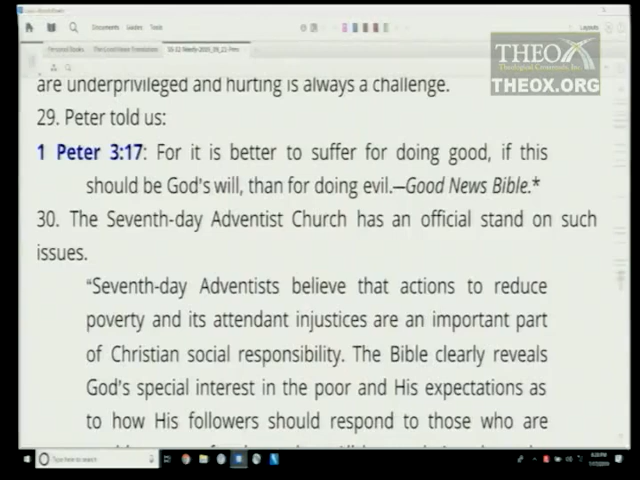 Documents Guides Tools
Layouts
THEOX
THEOX.ORG
are underprivileged and hurting is always a challenge.
29. Peter told us:
1 Peter 3:17: For it is better to suffer for doing good, if this
should be God's will, than for doing evil.—Good News Bible.*
30. The Seventh-day Adventist Church has an official stand on such
issues.
“Seventh-day Adventists believe that actions to reduce
poverty and its attendant injustices are an important part
of Christian social responsibility. The Bible clearly reveals
God's special interest in the poor and His expectations as
to how His followers should respond to those who are
Type here to search